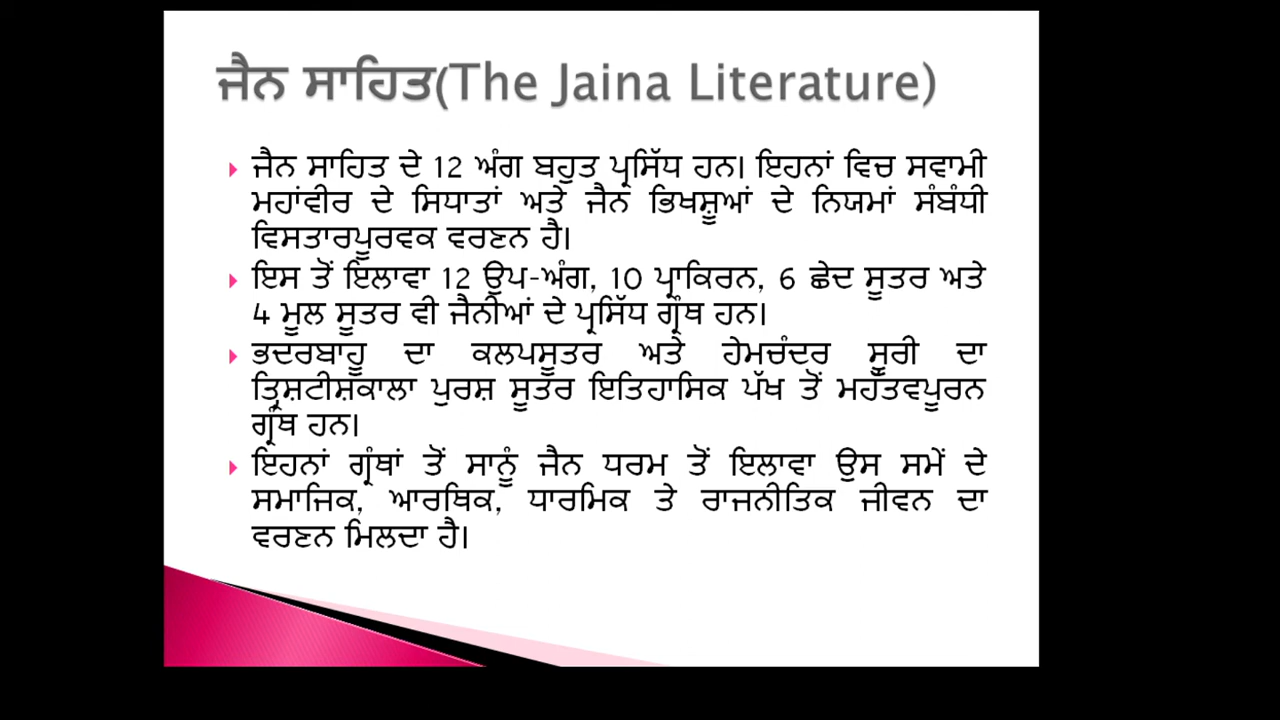 ਜੈਨ ਸਾਹਿਤ(The Jaina Literature)
ਜੈਨ ਸਾਹਿਤ ਦੇ 12 ਅੰਗ ਬਹੁਤ ਪ੍ਰਸਿੱਧ ਹਨ। ਇਹਨਾਂ ਵਿਚ ਸਵਾਮੀ
ਮਹਾਂਵੀਰ ਦੇ ਸਿਧਾਤਾਂ ਅਤੇ ਜੈਨ ਭਿਖਸ਼ੂਆਂ ਦੇ ਨਿਯਮਾਂ ਸੰਬੰਧੀ
ਵਿਸਤਾਰਪੂਰਵਕ ਵਰਣਨ ਹੈ।
ਇਸ ਤੋਂ ਇਲਾਵਾ 12 ਉਪ-ਅੰਗ, 10 ਪ੍ਰਾਕਿਰਨ, 6 ਛੇਦ ਸੂਤਰ ਅਤੇ
4 ਮੂਲ ਸੂਤਰ ਵੀ ਜੈਨੀਆਂ ਦੇ ਪ੍ਰਸਿੱਧ ਗ੍ਰੰਥ ਹਨ।
ਭਦਰਬਾਹੂ ਦਾ ਕਲਪਸੂਤਰ ਅਤੇ ਹੇਮਚੰਦਰ ਸੂਰੀ ਦਾ
ਤ੍ਰਿਸ਼ਟੀਸ਼ਕਾਲਾ ਪੁਰਸ਼ ਸੂਤਰ ਇਤਿਹਾਸਿਕ ਪੱਖ ਤੋਂ ਮਹੱਤਵਪੂਰਨ
ਗ੍ਰੰਥ ਹਨ।
ਇਹਨਾਂ ਗ੍ਰੰਥਾਂ ਤੋਂ ਸਾਨੂੰ ਜੈਨ ਧਰਮ ਤੋਂ ਇਲਾਵਾ ਉਸ ਸਮੇਂ ਦੇ
ਸਮਾਜਿਕ, ਆਰਥਿਕ, ਧਾਰਮਿਕ ਤੇ ਰਾਜਨੀਤਿਕ ਜੀਵਨ ਦਾ
ਵਰਣਨ ਮਿਲਦਾ ਹੈ।